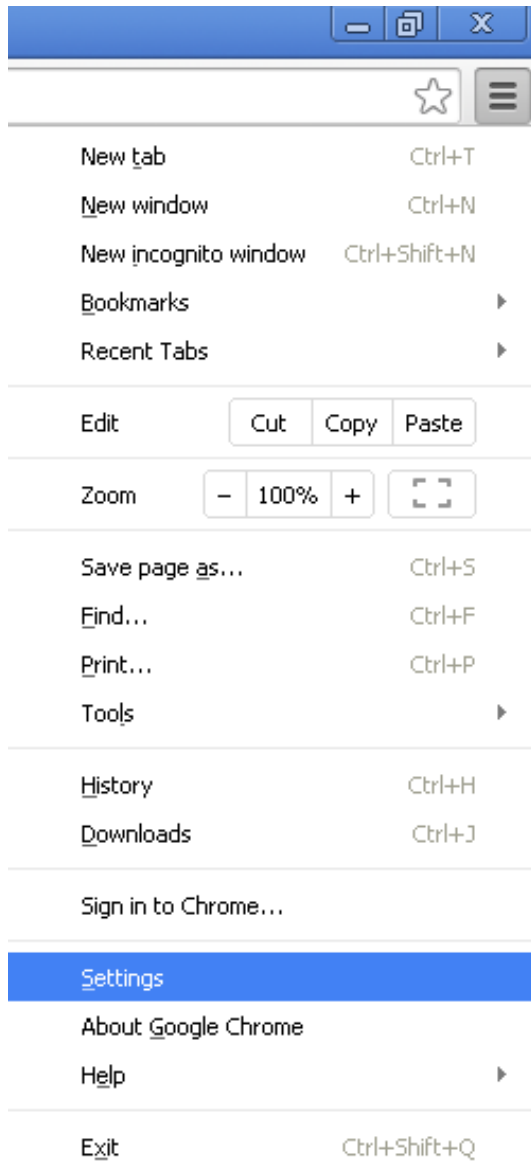 New tab Ctrl+T
New window Ctrl+N
New incognito window Ctrl+Shift+N
Bookmarks
Recent Tabs
Edit Cut Copy Paste
Zoom - 100% +
Save page as... Ctrl+S
Find... Ctrl+F
Print... Ctrl+P
Tools
History Ctrl+H
Downloads Ctrl+J
Sign in to Chrome...
Settings
About Google Chrome
Help
Exit Ctrl+Shift+Q